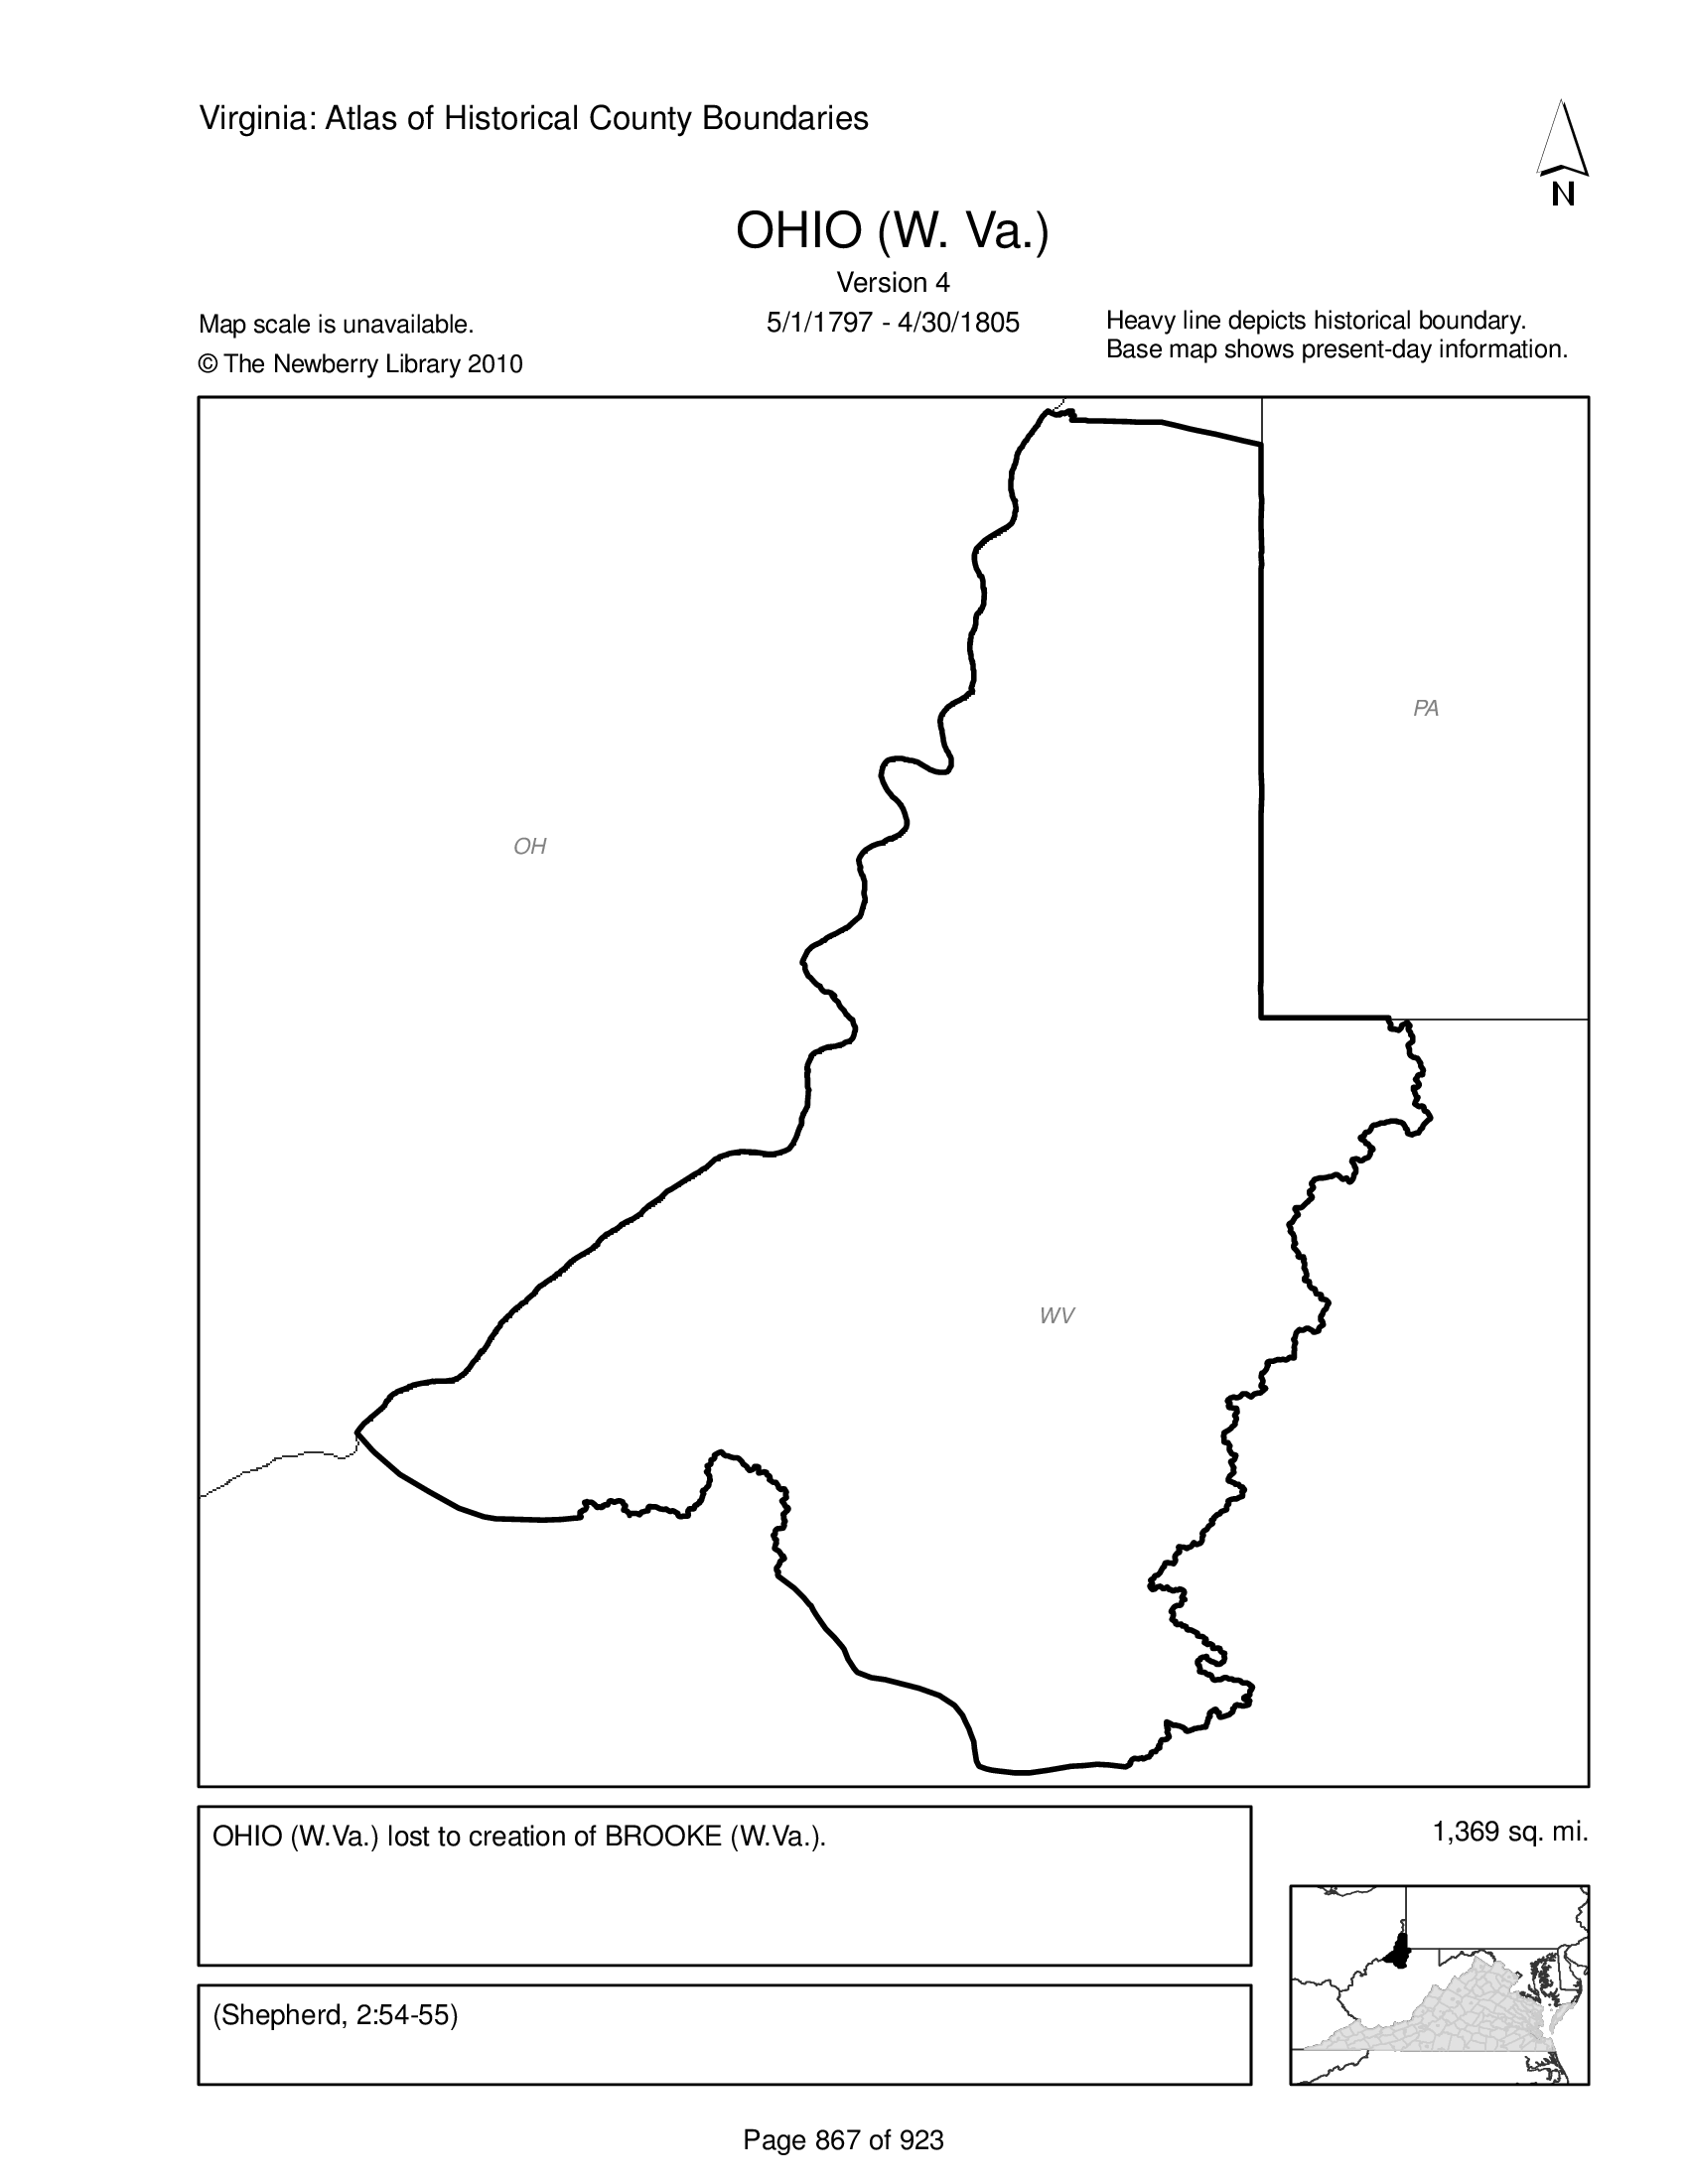 Virginia: Atlas of Historical County Boundaries
N
OHIO (W. Va.)
Version 4
5/1/1797 - 4/30/1805
Map scale is unavailable.
© The Newberry Library 2010
Heavy line depicts historical boundary.
Base map shows present-day information.
PA
OH
WV
OHIO (W.Va.) lost to creation of BROOKE (W.Va.).
1,369 sq. mi.
(Shepherd, 2:54-55)
Page 867 of 923